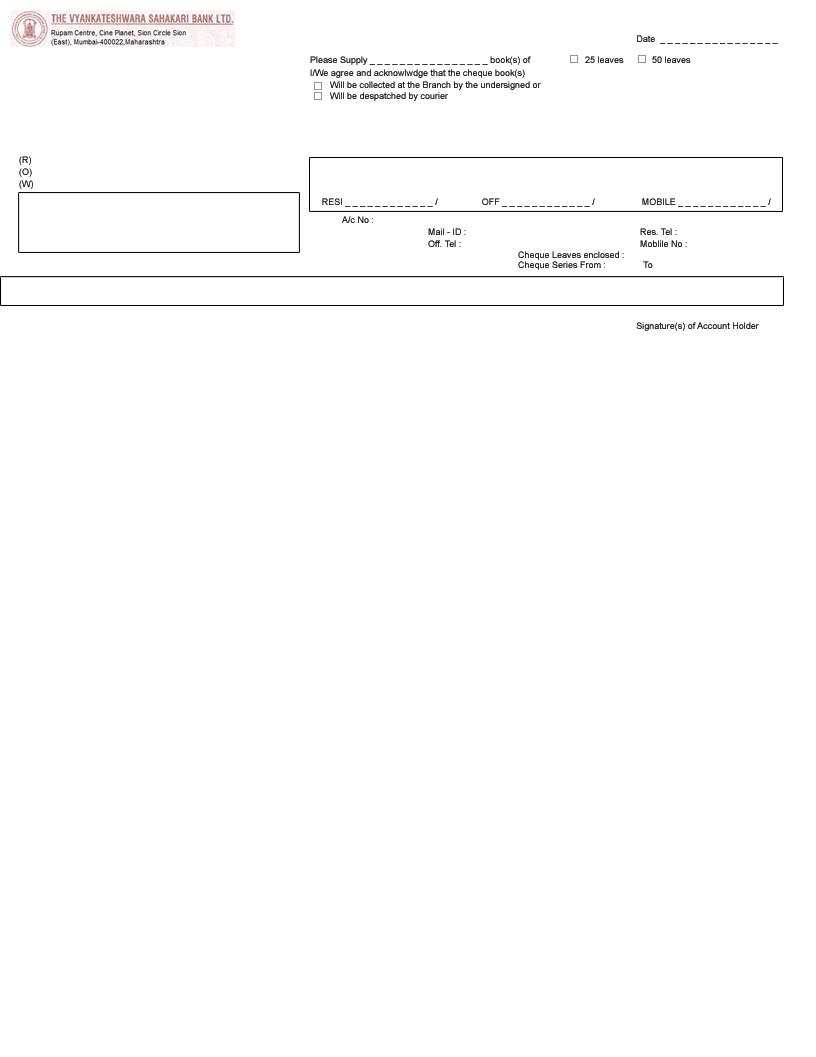 THE VYANKATESHWARA SAHAKARI BANK LTD.
Rupam Centre, Cine Planet, Sion Circle Sion
(East), Mumbai-400022,Maharashtra
Date _ _ _ _ _ _ _ _ _ _ _ _ _ _ _ _
Please Supply _ _ _ _ _ _ _ _ _ _ _ _ _ _ _ _ book(s) of ☐ 25 leaves ☐ 50 leaves
I/We agree and acknowlwdge that the cheque book(s)
☐ Will be collected at the Branch by the undersigned or
☐ Will be despatched by courier
(R)
(O)
(W)
RESI _ _ _ _ _ _ _ _ _ _ _ _ / OFF _ _ _ _ _ _ _ _ _ _ _ _ / MOBILE _ _ _ _ _ _ _ _ _ _ _ _ /
A/c No :
Mail - ID : Res. Tel :
Off. Tel : Moblile No :
Cheque Leaves enclosed :
Cheque Series From : To
Signature(s) of Account Holder